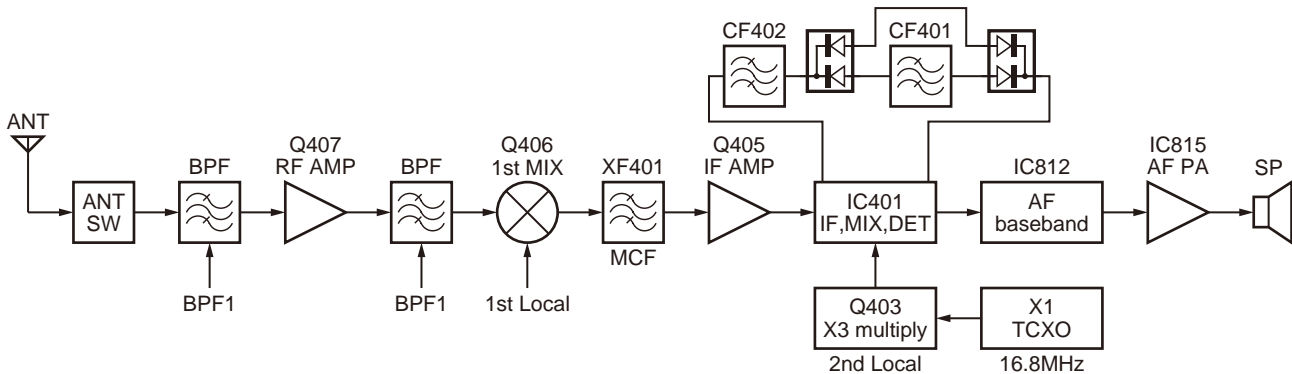 CF402
CF401
ANT
Q407
RF AMP
Q406
1st MIX
Q405
IF AMP
IC815
AF PA
BPF
BPF
XF401
IC812
SP
ANT
SW
IC401
IF,MIX,DET
AF
baseband
MCF
BPF1
BPF1
1st Local
Q403
X3 multiply
X1
TCXO
2nd Local
16.8MHz